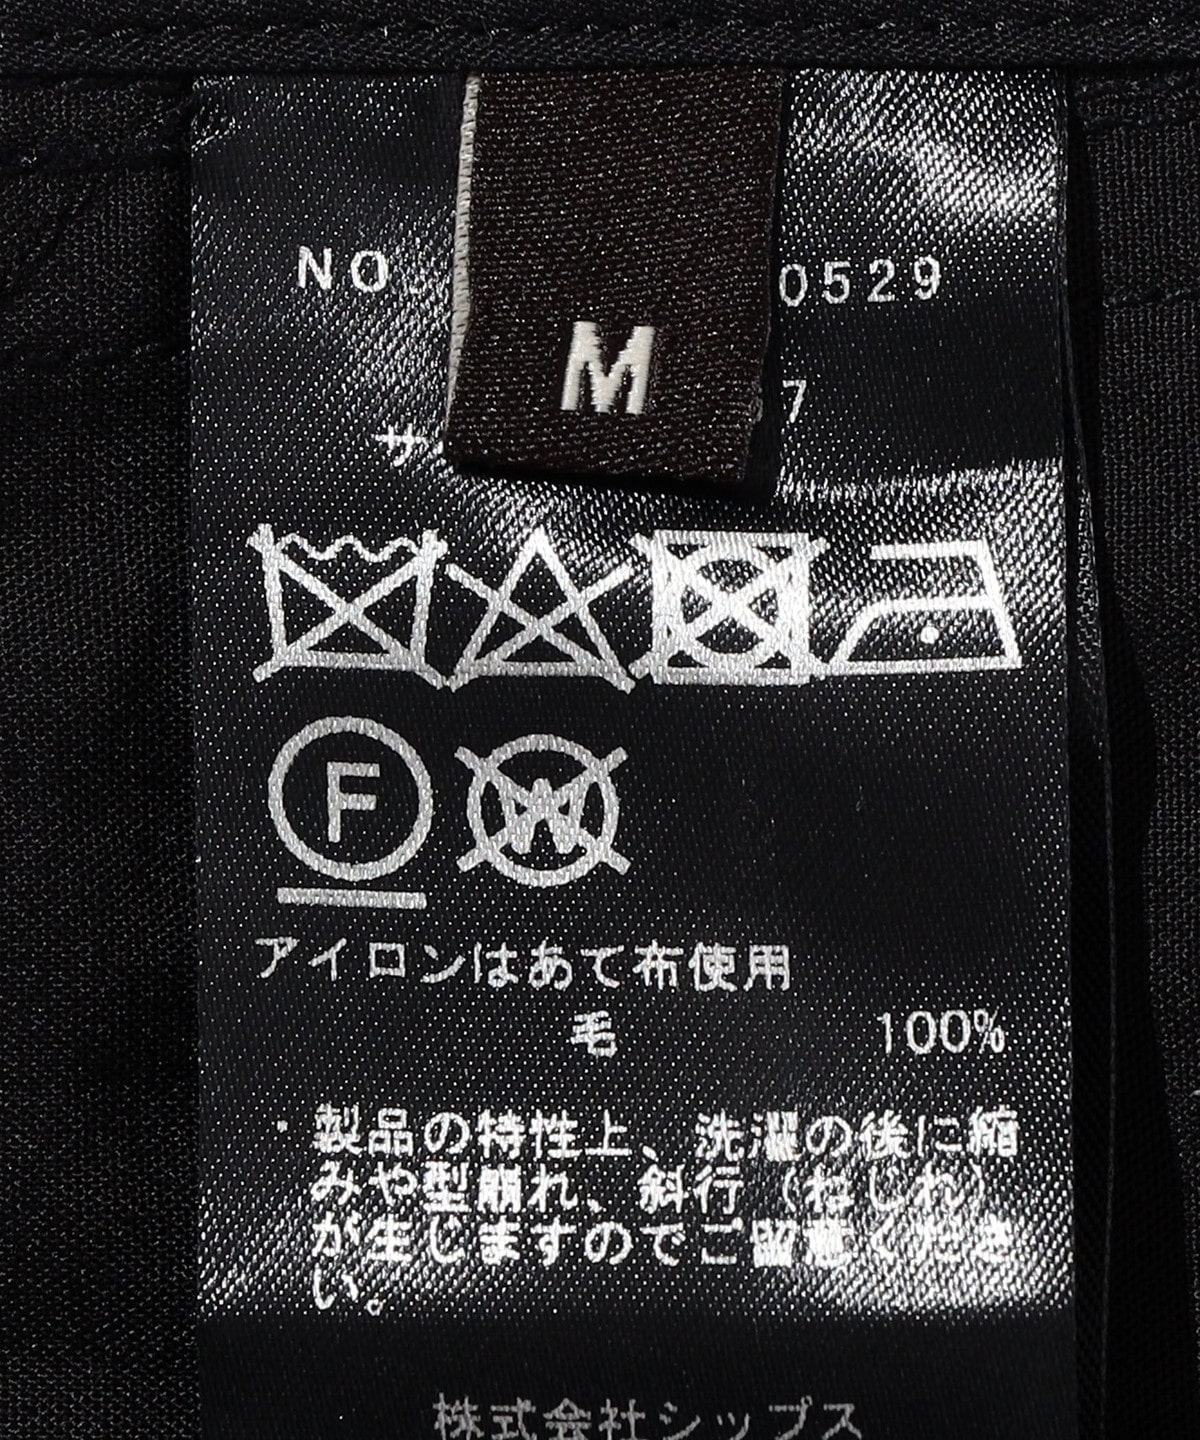 NO
0529
M
7
サ
F
W
アイロンはあて布使用
毛 100%
・製品の特性上、洗濯の後に縮
みや型崩れ、斜行（ねじれ）
が生じますのでご留意くださ
い。
株式会社シップス